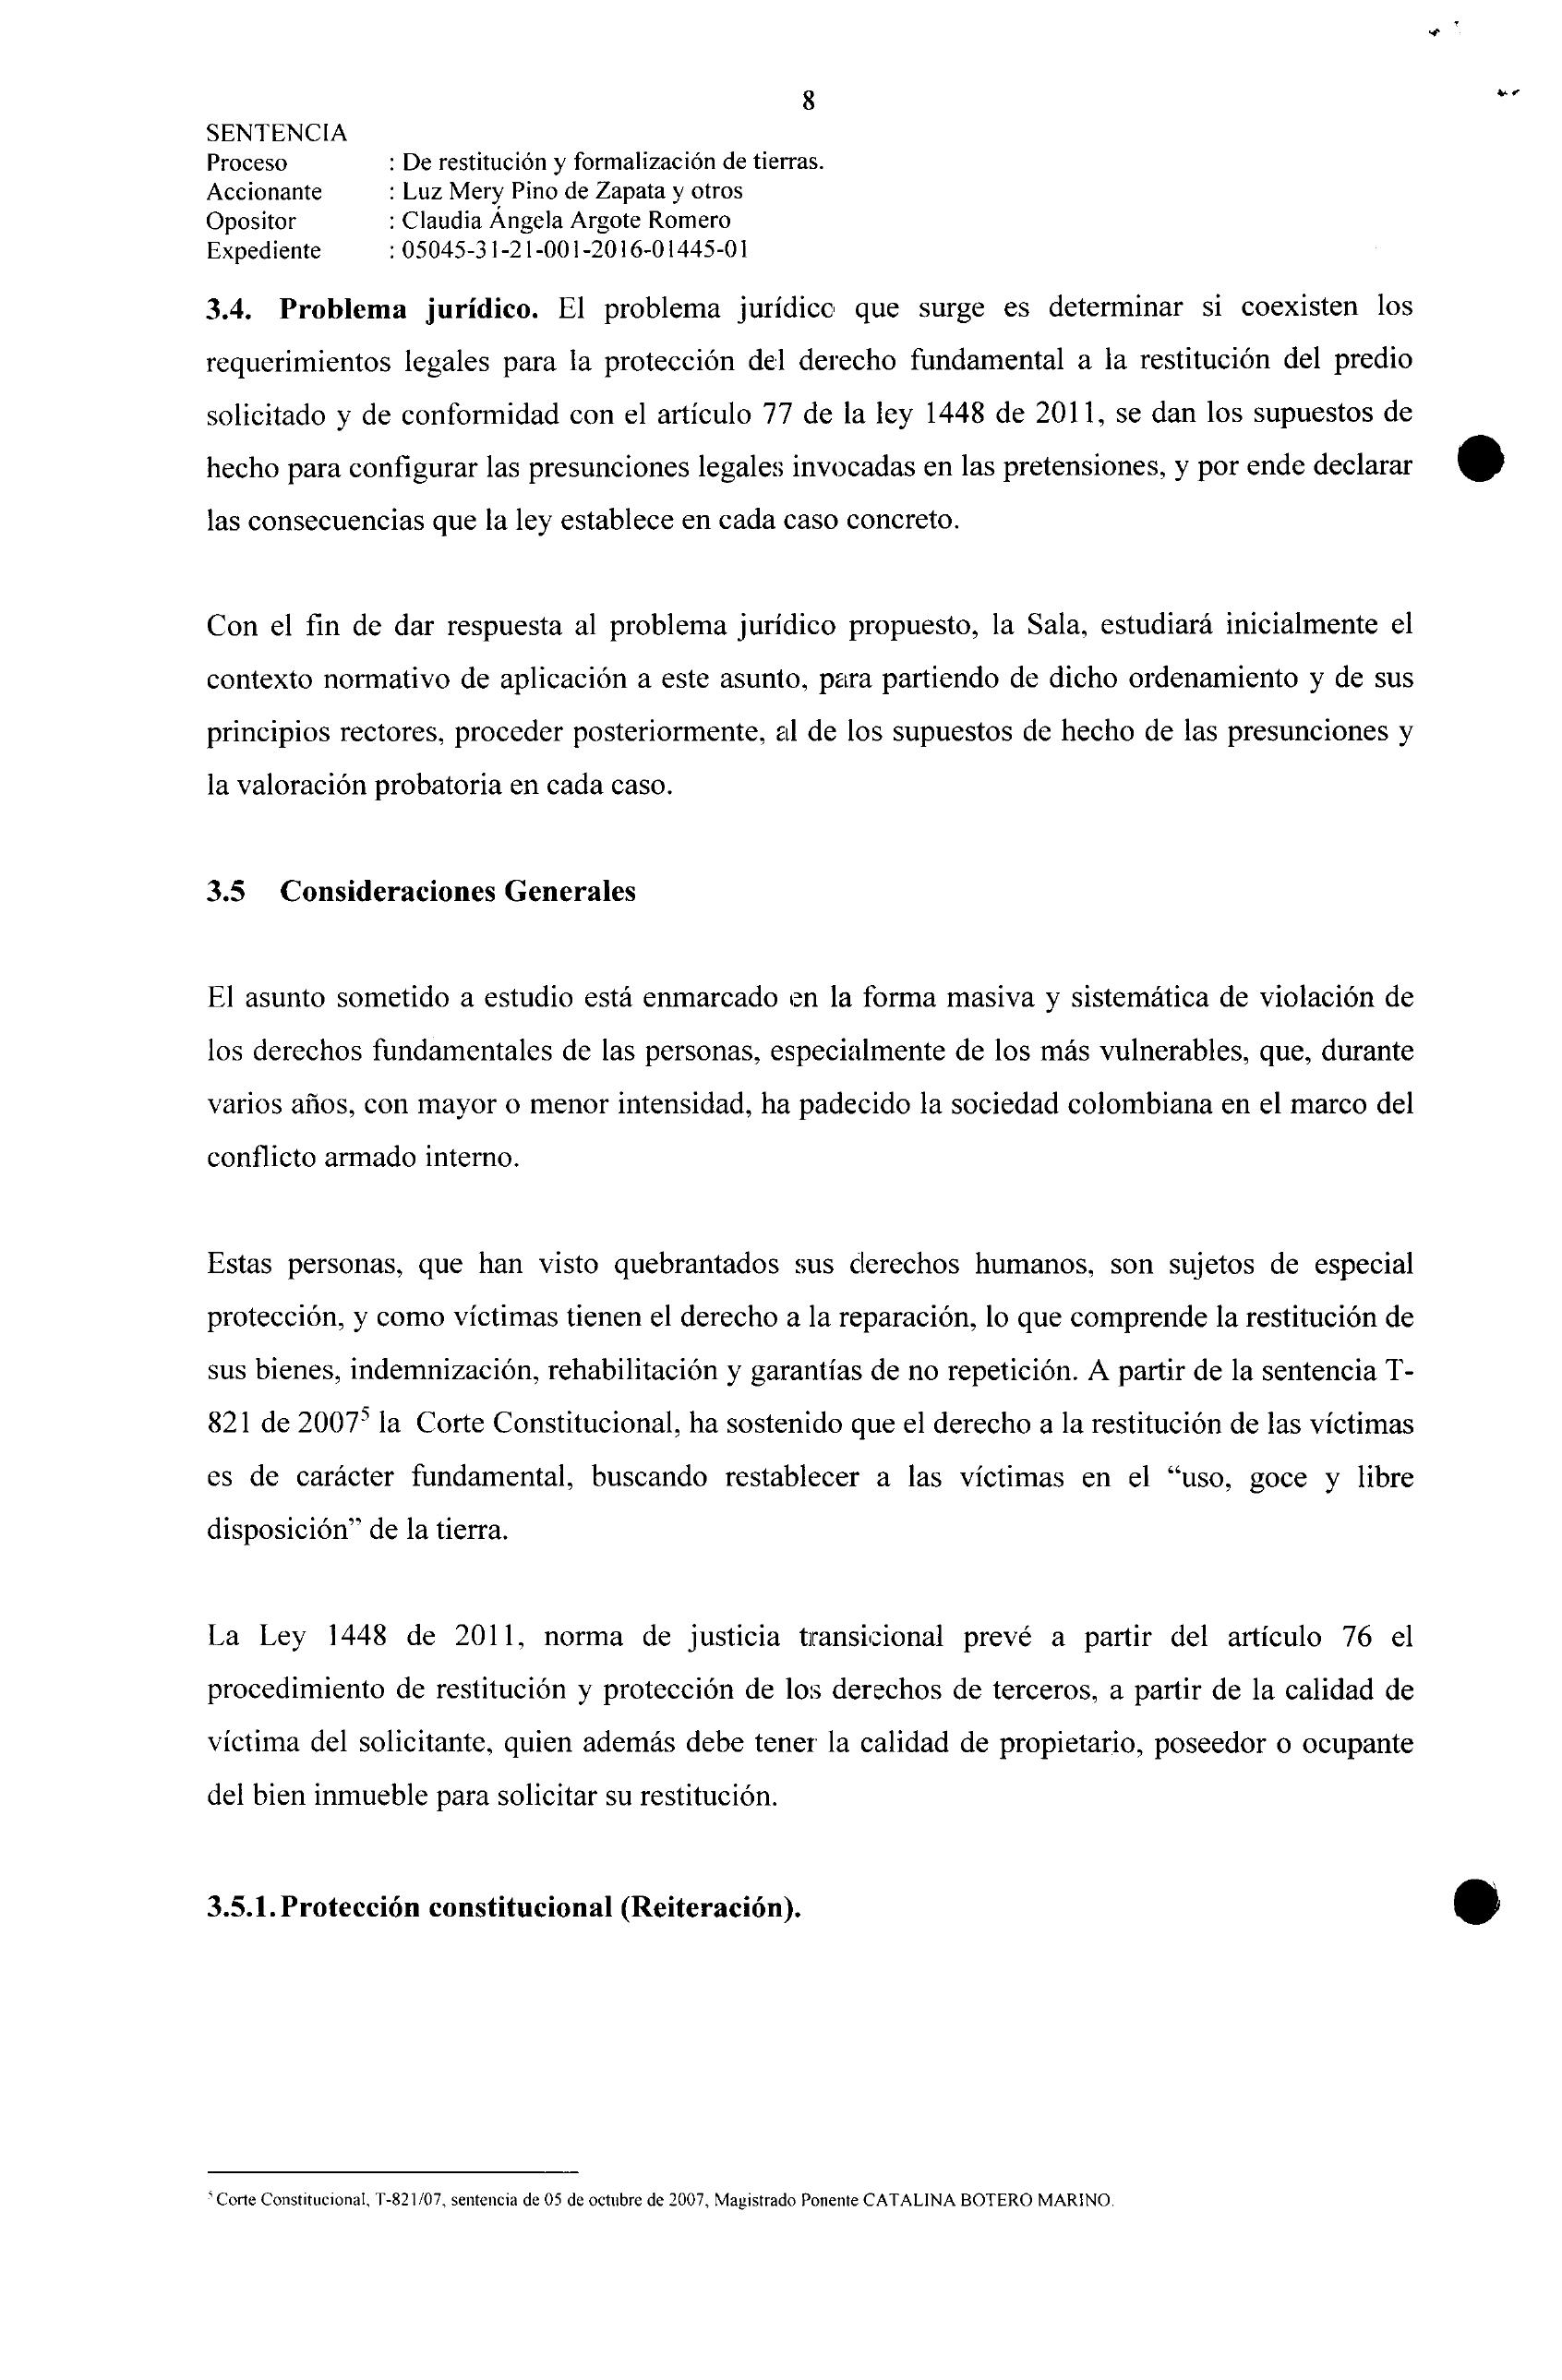 8
SENTENCIA
Proceso : De restitución y formalización de tierras.
Accionante : Luz Mery Pino de Zapata y otros
Opositor : Claudia Ángela Argote Romero
Expediente : 05045-31-21-001-2016-01445-01
3.4. Problema jurídico. El problema jurídico que surge es determinar si coexisten los
requerimientos legales para la protección del derecho fundamental a la restitución del predio
solicitado y de conformidad con el artículo 77 de la ley 1448 de 2011, se dan los supuestos de
hecho para configurar las presunciones legales invocadas en las pretensiones, y por ende declarar
las consecuencias que la ley establece en cada caso concreto.
Con el fin de dar respuesta al problema jurídico propuesto, la Sala, estudiará inicialmente el
contexto normativo de aplicación a este asunto, para partiendo de dicho ordenamiento y de sus
principios rectores, proceder posteriormente, al de los supuestos de hecho de las presunciones y
la valoración probatoria en cada caso.
3.5 Consideraciones Generales
El asunto sometido a estudio está enmarcado en la forma masiva y sistemática de violación de
los derechos fundamentales de las personas, especialmente de los más vulnerables, que, durante
varios años, con mayor o menor intensidad, ha padecido la sociedad colombiana en el marco del
conflicto armado interno.
Estas personas, que han visto quebrantados sus derechos humanos, son sujetos de especial
protección, y como víctimas tienen el derecho a la reparación, lo que comprende la restitución de
sus bienes, indemnización, rehabilitación y garantías de no repetición. A partir de la sentencia T-
821 de 2007⁵ la Corte Constitucional, ha sostenido que el derecho a la restitución de las víctimas
es de carácter fundamental, buscando restablecer a las víctimas en el “uso, goce y libre
disposición” de la tierra.
La Ley 1448 de 2011, norma de justicia transicional prevé a partir del artículo 76 el
procedimiento de restitución y protección de los derechos de terceros, a partir de la calidad de
víctima del solicitante, quien además debe tener la calidad de propietario, poseedor o ocupante
del bien inmueble para solicitar su restitución.
3.5.1. Protección constitucional (Reiteración).
⁵ Corte Constitucional, T-821/07, sentencia de 05 de octubre de 2007, Magistrado Ponente CATALINA BOTERO MARINO.